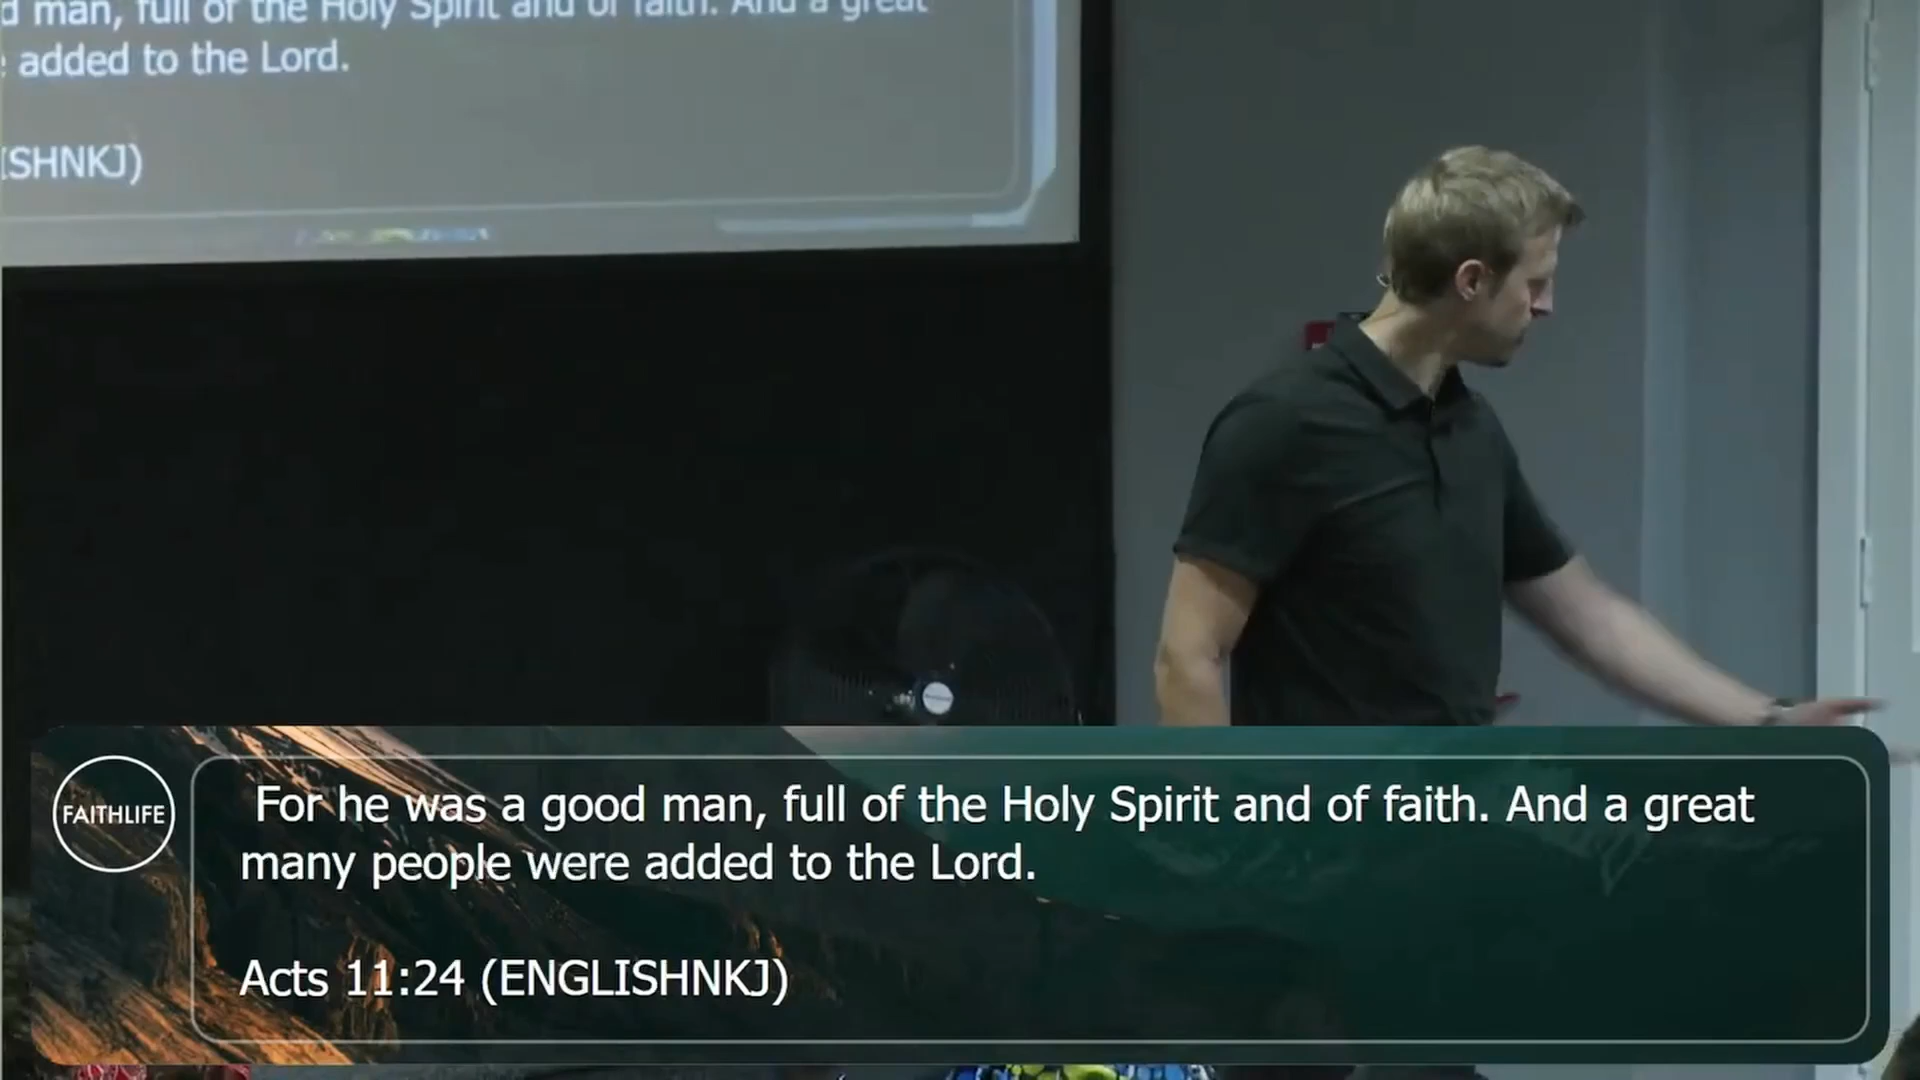 d man, full of the Holy Spirit and of faith. And a great
added to the Lord.
ISHNKJ)
FAITHLIFE
For he was a good man, full of the Holy Spirit and of faith. And a great
many people were added to the Lord.
Acts 11:24 (ENGLISHNKJ)